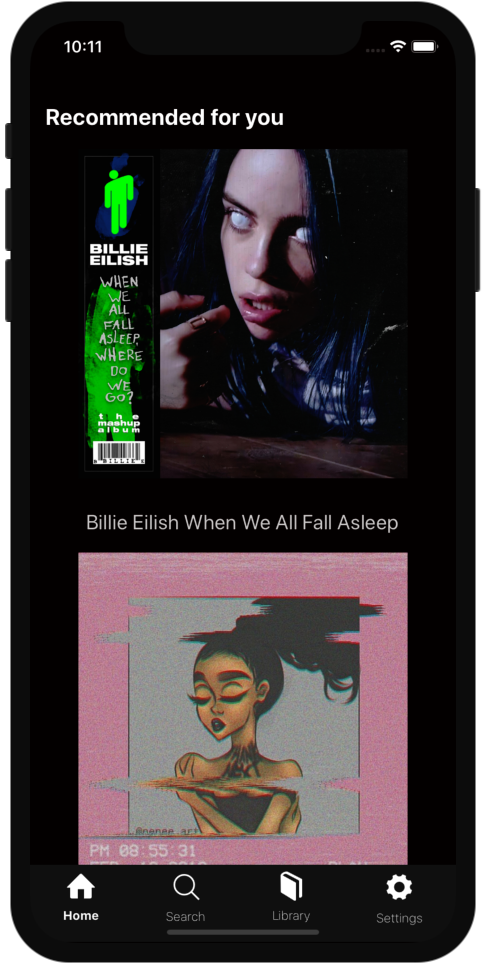 10:11
Recommended for you
BILLIE
EILISH
WHEN
WE
ALL
FALL
ASLEEP,
WHERE
DO
WE
GO?
the
mashup
album
Billie Eilish When We All Fall Asleep
PM 08:55:31
Home
Search
Library
Settings